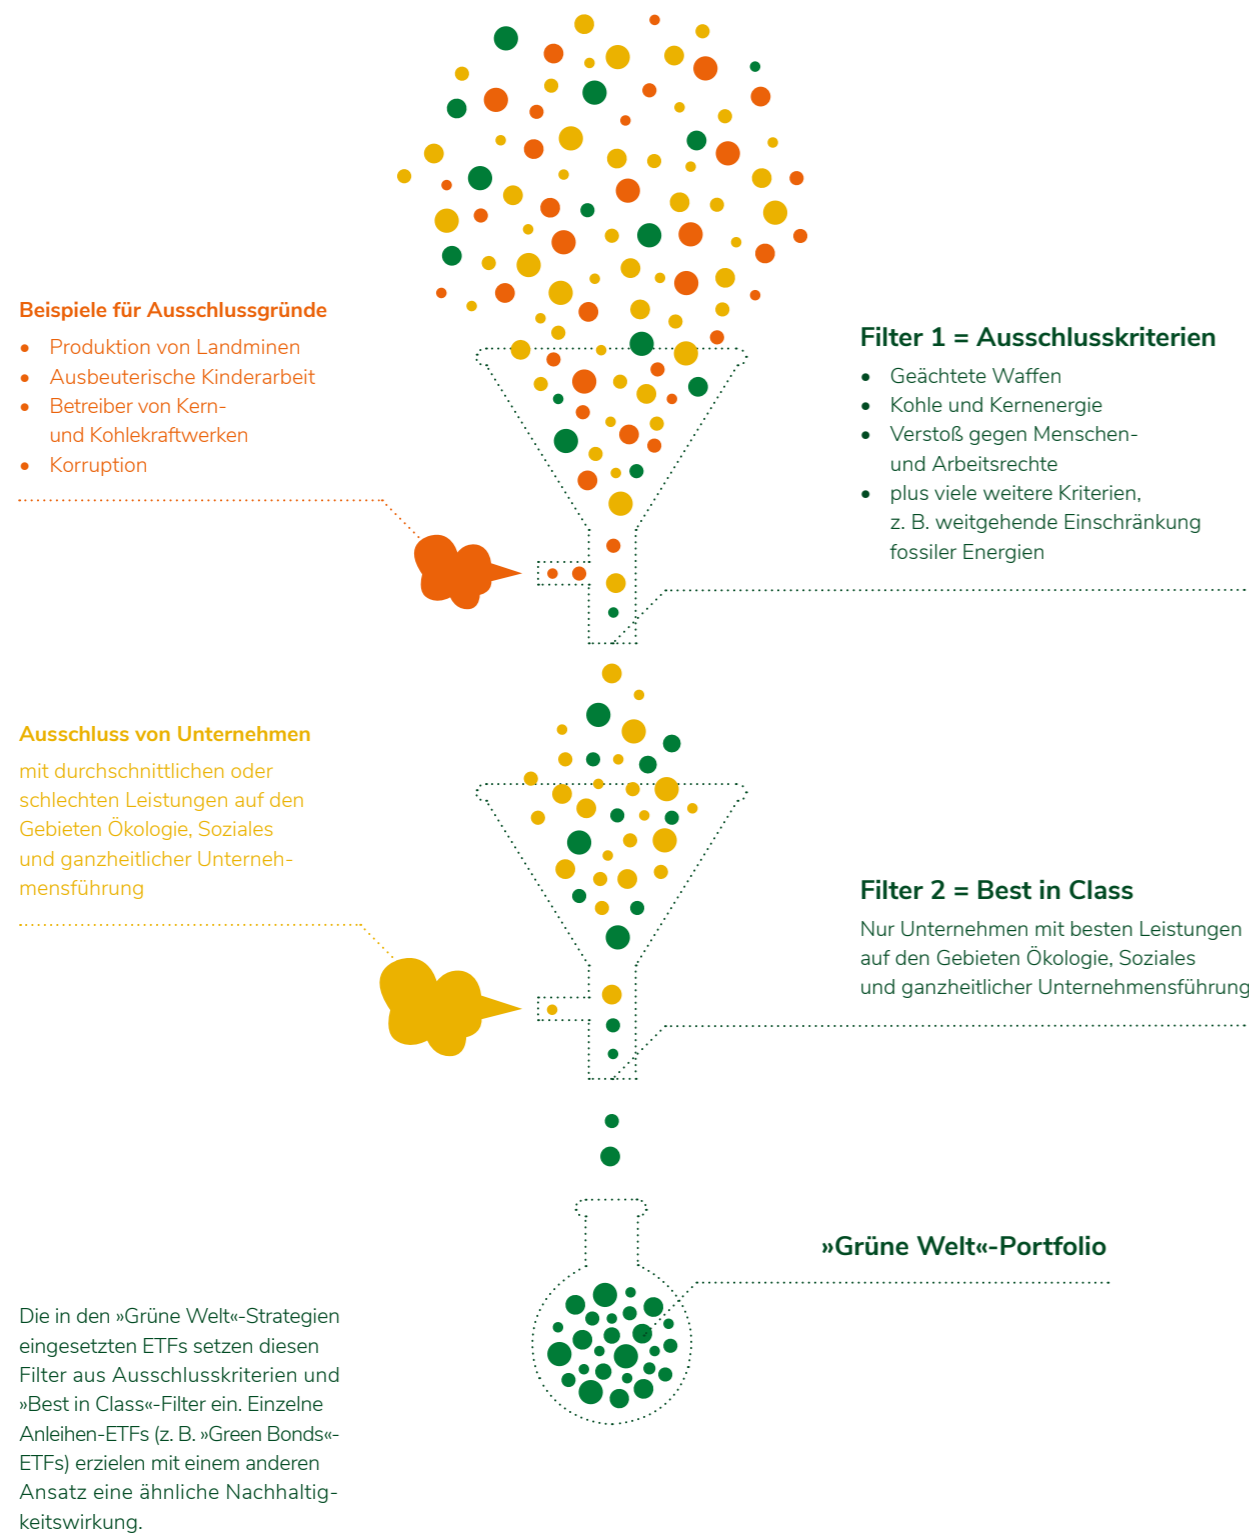 Beispiele für Ausschlussgründe
• Produktion von Landminen
• Ausbeuterische Kinderarbeit
• Betreiber von Kern-
und Kohlekraftwerken
• Korruption
Filter 1 = Ausschlusskriterien
• Geächtete Waffen
• Kohle und Kernenergie
• Verstoß gegen Menschen-
und Arbeitsrechte
• plus viele weitere Kriterien,
z. B. weitgehende Einschränkung
fossiler Energien
Ausschluss von Unternehmen
mit durchschnittlichen oder
schlechten Leistungen auf den
Gebieten Ökologie, Soziales
und ganzheitlicher Unterneh-
mensführung
Filter 2 = Best in Class
Nur Unternehmen mit besten Leistungen
auf den Gebieten Ökologie, Soziales
und ganzheitlicher Unternehmensführung
»Grüne Welt«-Portfolio
Die in den »Grüne Welt«-Strategien
eingesetzten ETFs setzen diesen
Filter aus Ausschlusskriterien und
»Best in Class«-Filter ein. Einzelne
Anleihen-ETFs (z. B. »Green Bonds«-
ETFs) erzielen mit einem anderen
Ansatz eine ähnliche Nachhaltig-
keitswirkung.